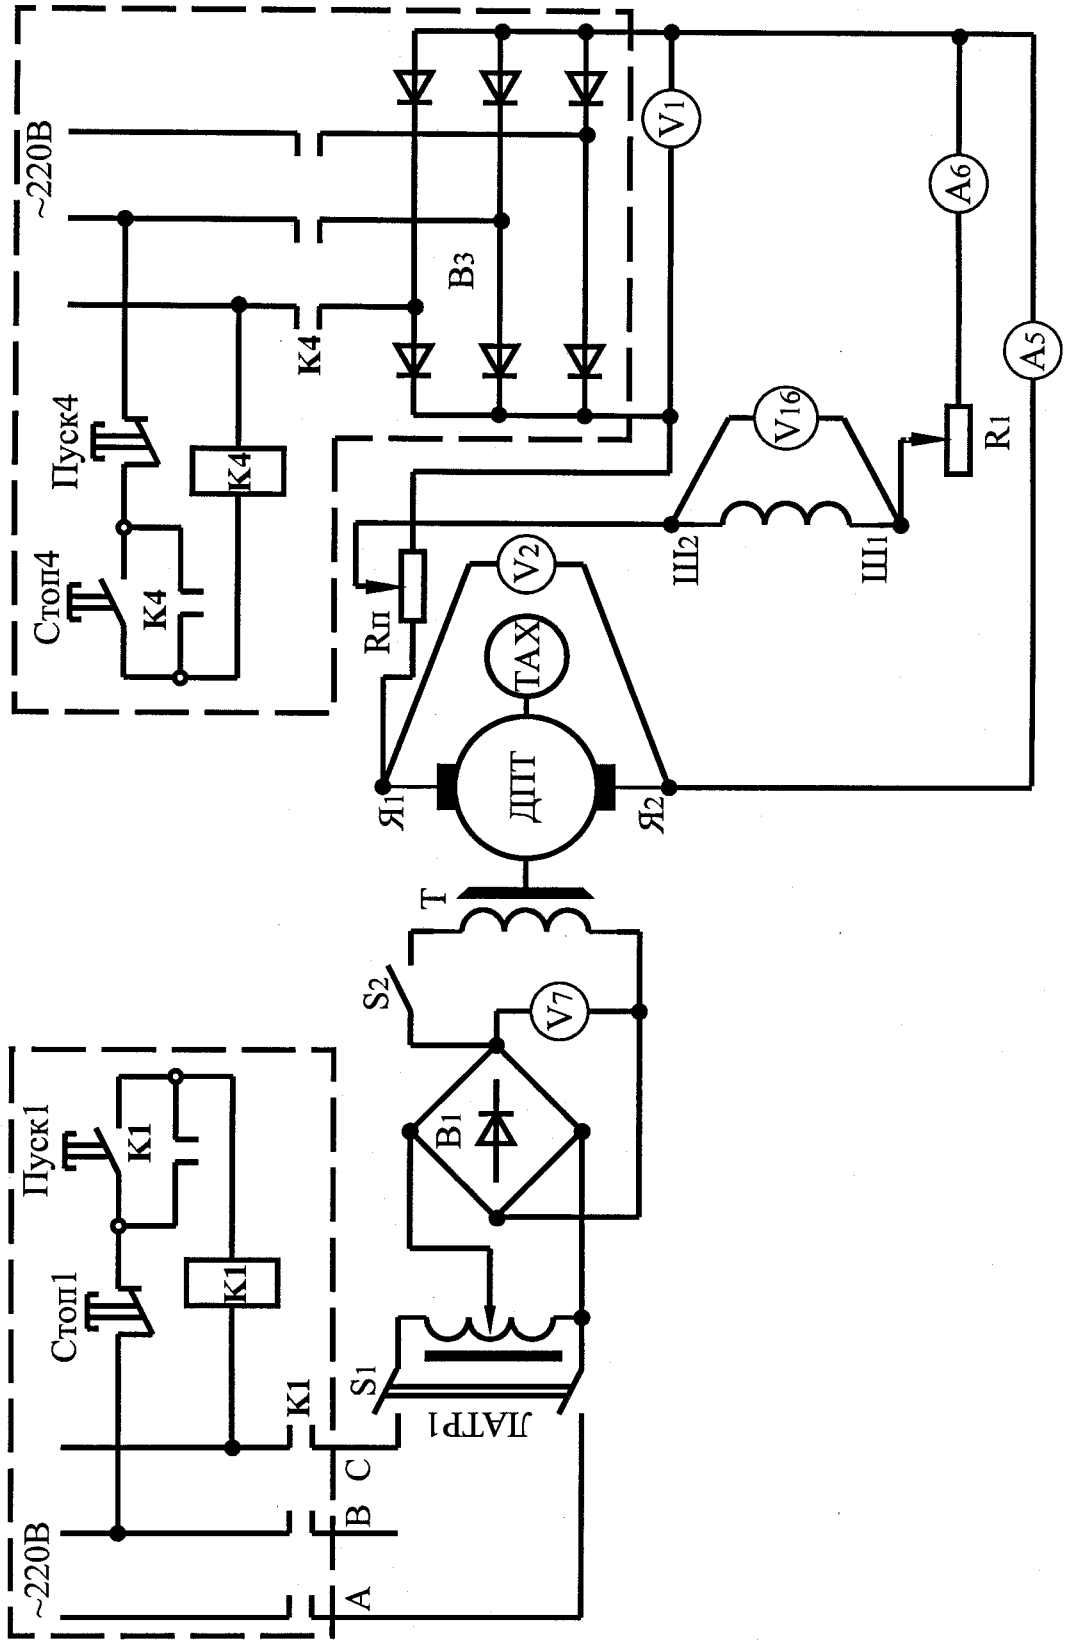 ~220В
Стоп1
Пуск1
К1
К1
К1
А
В
С
S1
ЛАТР1
В1
S2
V7
Т
ДПТ
ТАХ
Я1
Я2
V2
Rп
Стоп4
Пуск4
К4
К4
К4
~220В
В3
V1
Ш2
Ш1
V16
R1
А6
А5